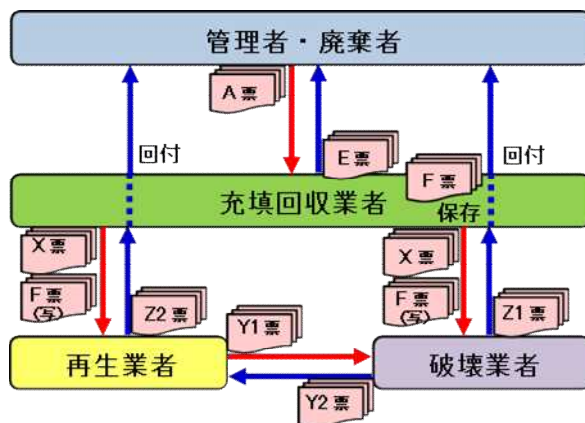 管理者・廃棄者
A票
回付
E票
F票
回付
充填回収業者
保存
X票
F票
(写)
Z2票
Y1票
X票
F票
(写)
Z1票
再生業者
破壊業者
Y2票